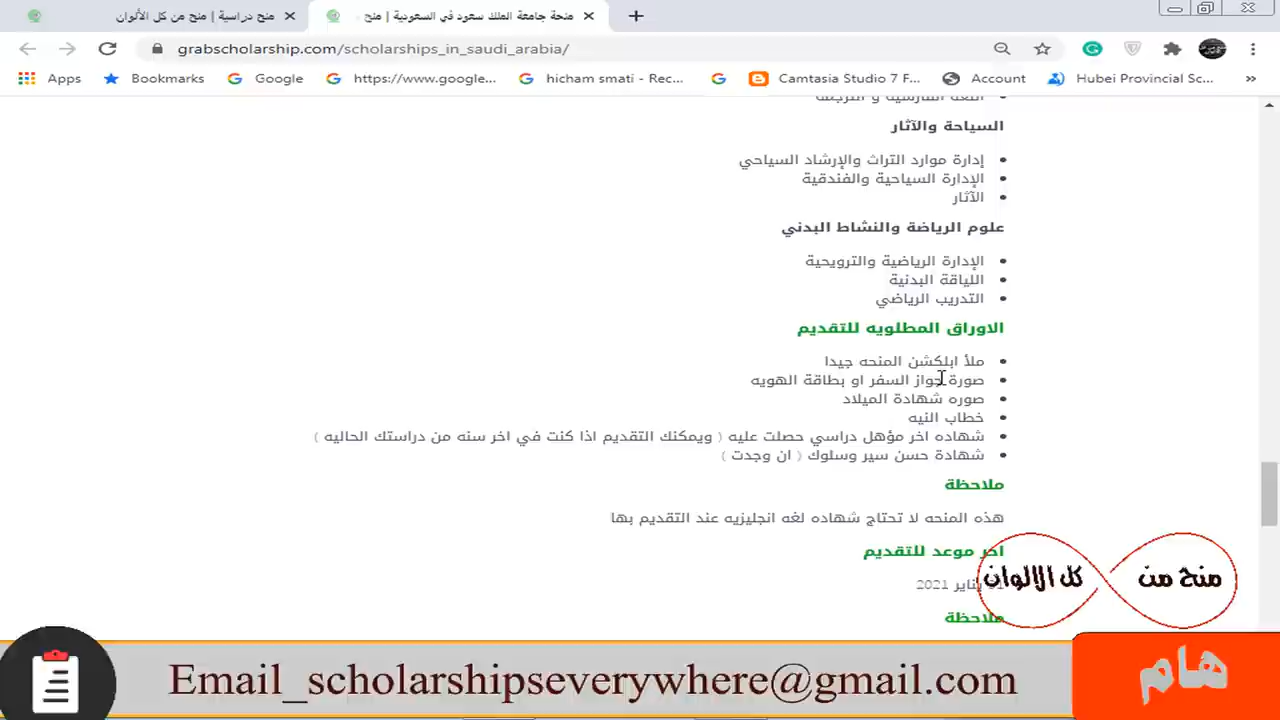 منح دراسية | منح من كل الألوان
منحة جامعة الملك سعود في السعودية | منح
grabscholarship.com/scholarships_in_saudi_arabia/
Apps
Bookmarks
Google
https://www.google...
hicham smati - Rec...
Camtasia Studio 7 F...
Account
Hubei Provincial Sc...
»
اللغة الفارسية و الترجمة
السياحة والآثار
إدارة موارد التراث والإرشاد السياحي
الإدارة السياحية والفندقية
الآثار
علوم الرياضة والنشاط البدني
الإدارة الرياضية والترويحية
اللياقة البدنية
التدريب الرياضي
الاوراق المطلويه للتقديم
ملأ ابلكشن المنحه جيدا
صورة جواز السفر او بطاقة الهويه
صوره شهادة الميلاد
خطاب النيه
شهاده اخر مؤهل دراسي حصلت عليه ( ويمكنك التقديم اذا كنت في اخر سنه من دراستك الحاليه )
شهادة حسن سير وسلوك ( ان وجدت )
ملاحظة
هذه المنحه لا تحتاج شهاده لغه انجليزيه عند التقديم بها
اخر موعد للتقديم
يناير 2021
ملاحظة
منح من كل الالوان
Email_scholarshipseverywhere@gmail.com
هام